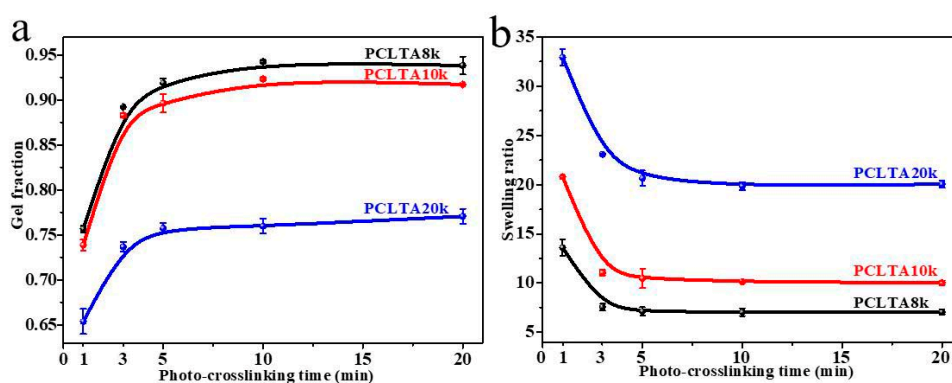 a
Gel fraction
0.95
0.90
0.85
0.80
0.75
0.70
0.65
PCLTA8k
PCLTA10k
PCLTA20k
0 1 3 5 10 15 20
Photo-crosslinking time (min)
b
Swelling ratio
35
30
25
20
15
10
5
PCLTA20k
PCLTA10k
PCLTA8k
0 1 3 5 10 15 20
Photo-crosslinking time (min)